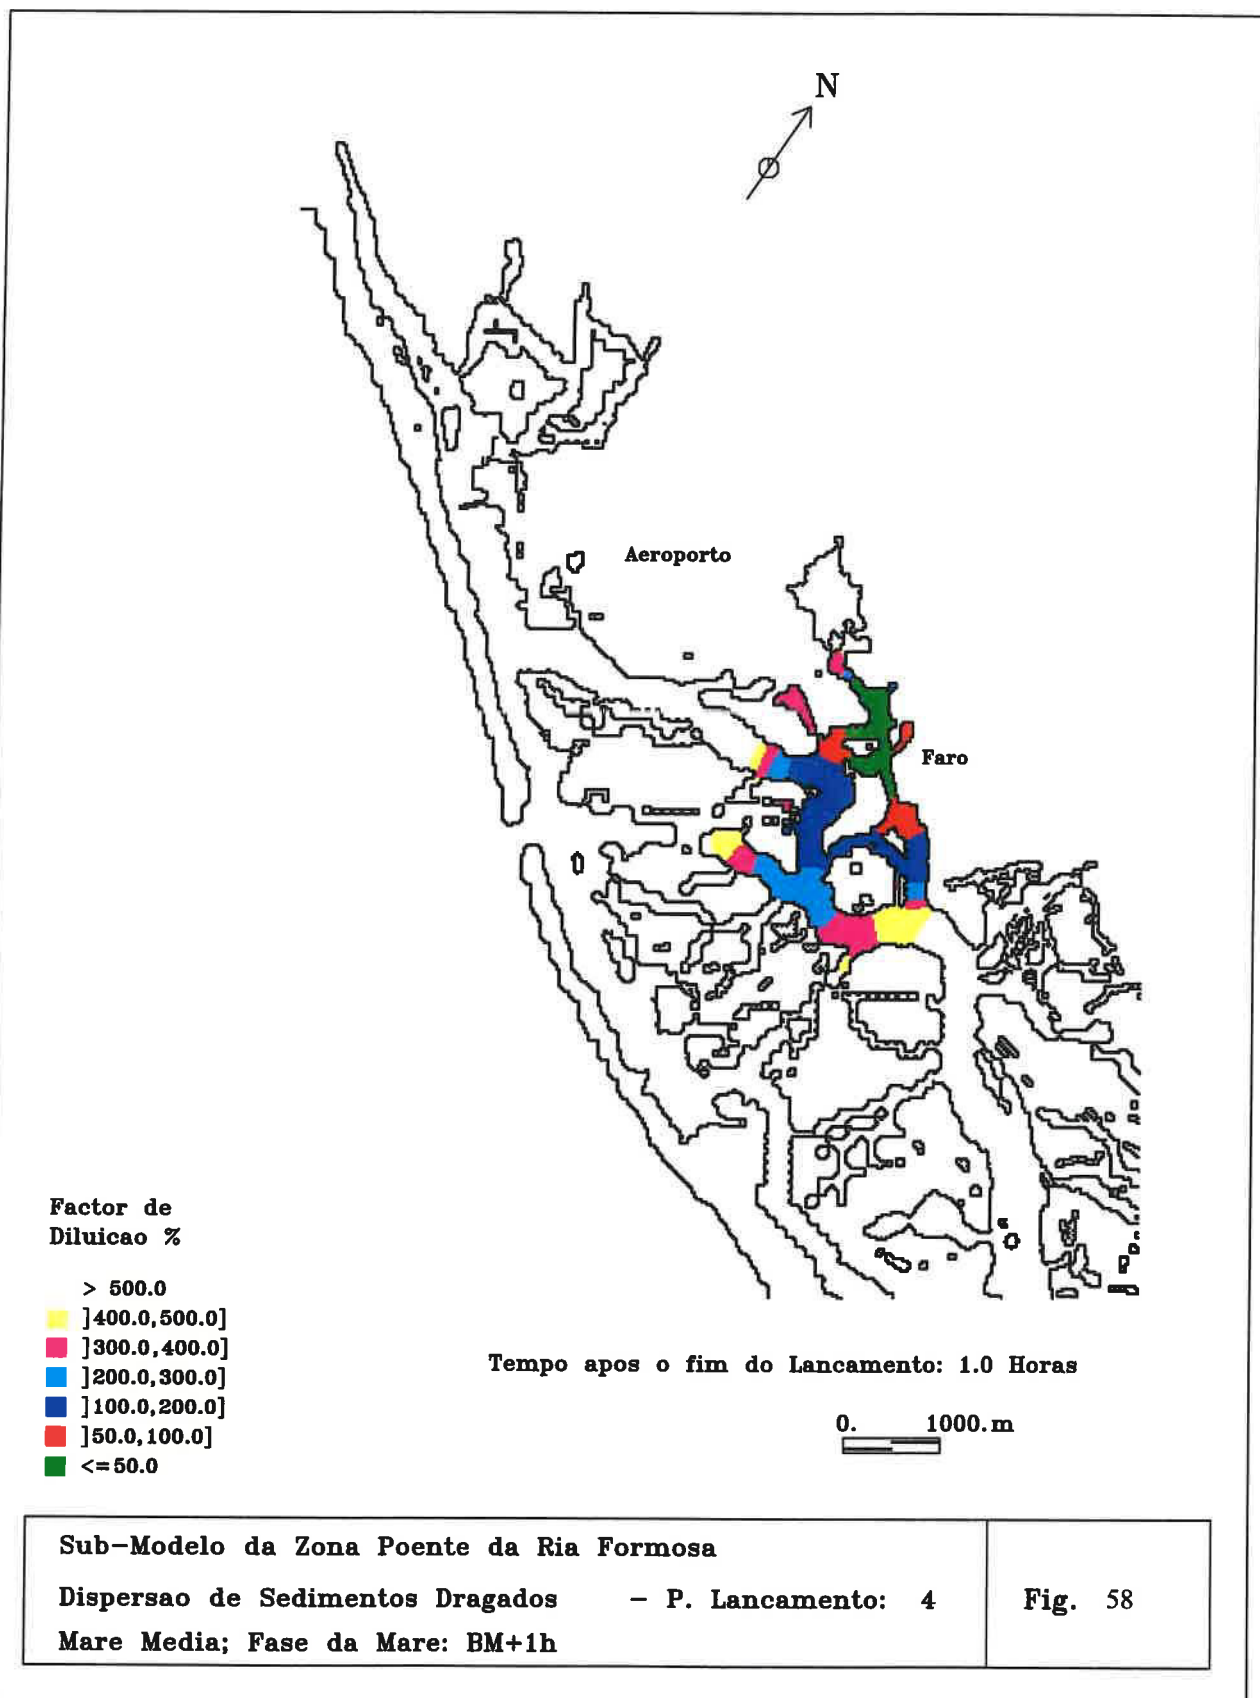 N
Aeroporto
Faro
Factor de
Diluicao %
> 500.0
]400.0,500.0]
]300.0,400.0]
]200.0,300.0]
]100.0,200.0]
]50.0,100.0]
<=50.0
Tempo apos o fim do Lancamento: 1.0 Horas
0. 1000.m
Sub-Modelo da Zona Poente da Ria Formosa
Dispersao de Sedimentos Dragados - P. Lancamento: 4
Mare Media; Fase da Mare: BM+1h
Fig. 58